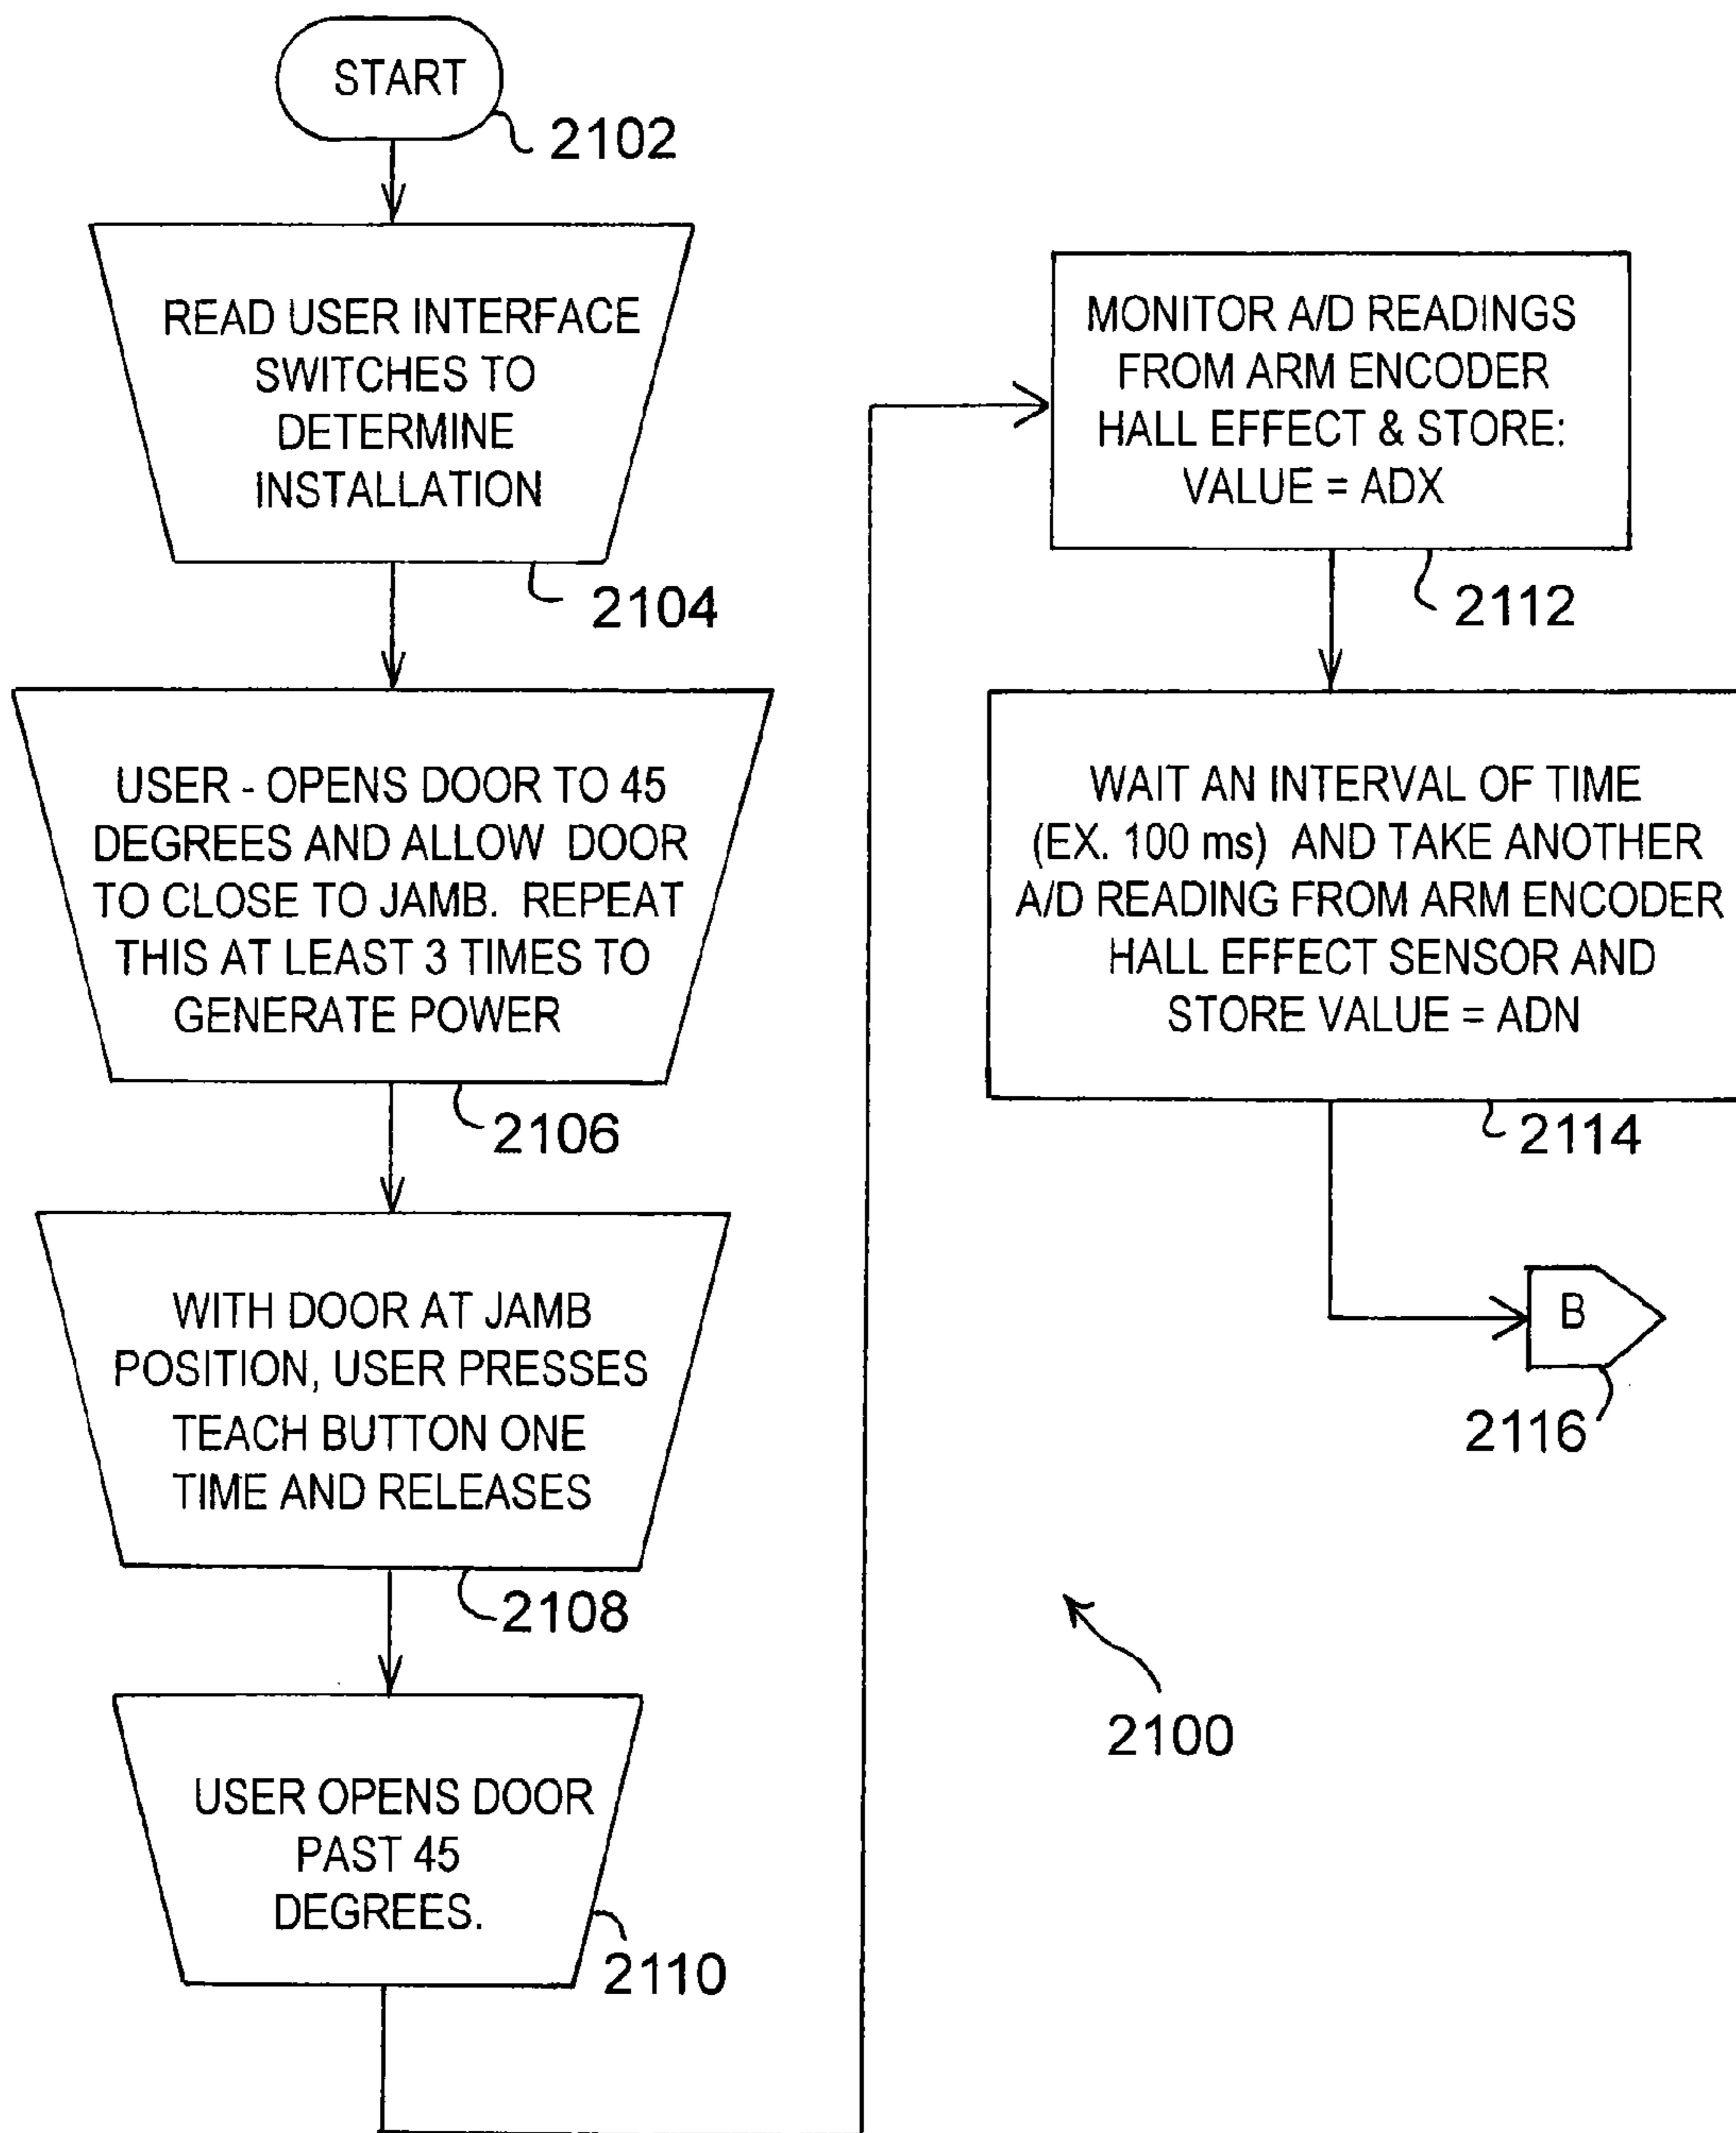 START
2102
READ USER INTERFACE
SWITCHES TO
DETERMINE
INSTALLATION
2104
USER - OPENS DOOR TO 45
DEGREES AND ALLOW DOOR
TO CLOSE TO JAMB. REPEAT
THIS AT LEAST 3 TIMES TO
GENERATE POWER
2106
WITH DOOR AT JAMB
POSITION, USER PRESSES
TEACH BUTTON ONE
TIME AND RELEASES
2108
USER OPENS DOOR
PAST 45
DEGREES.
2110
MONITOR A/D READINGS
FROM ARM ENCODER
HALL EFFECT & STORE:
VALUE = ADX
2112
WAIT AN INTERVAL OF TIME
(EX. 100 ms) AND TAKE ANOTHER
A/D READING FROM ARM ENCODER
HALL EFFECT SENSOR AND
STORE VALUE = ADN
2114
B
2116
2100